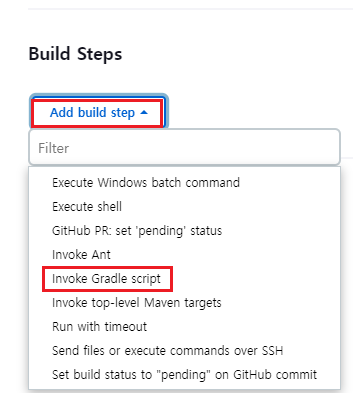 Build Steps
Add build step
Filter
Execute Windows batch command
Execute shell
GitHub PR: set 'pending' status
Invoke Ant
Invoke Gradle script
Invoke top-level Maven targets
Run with timeout
Send files or execute commands over SSH
Set build status to "pending" on GitHub commit